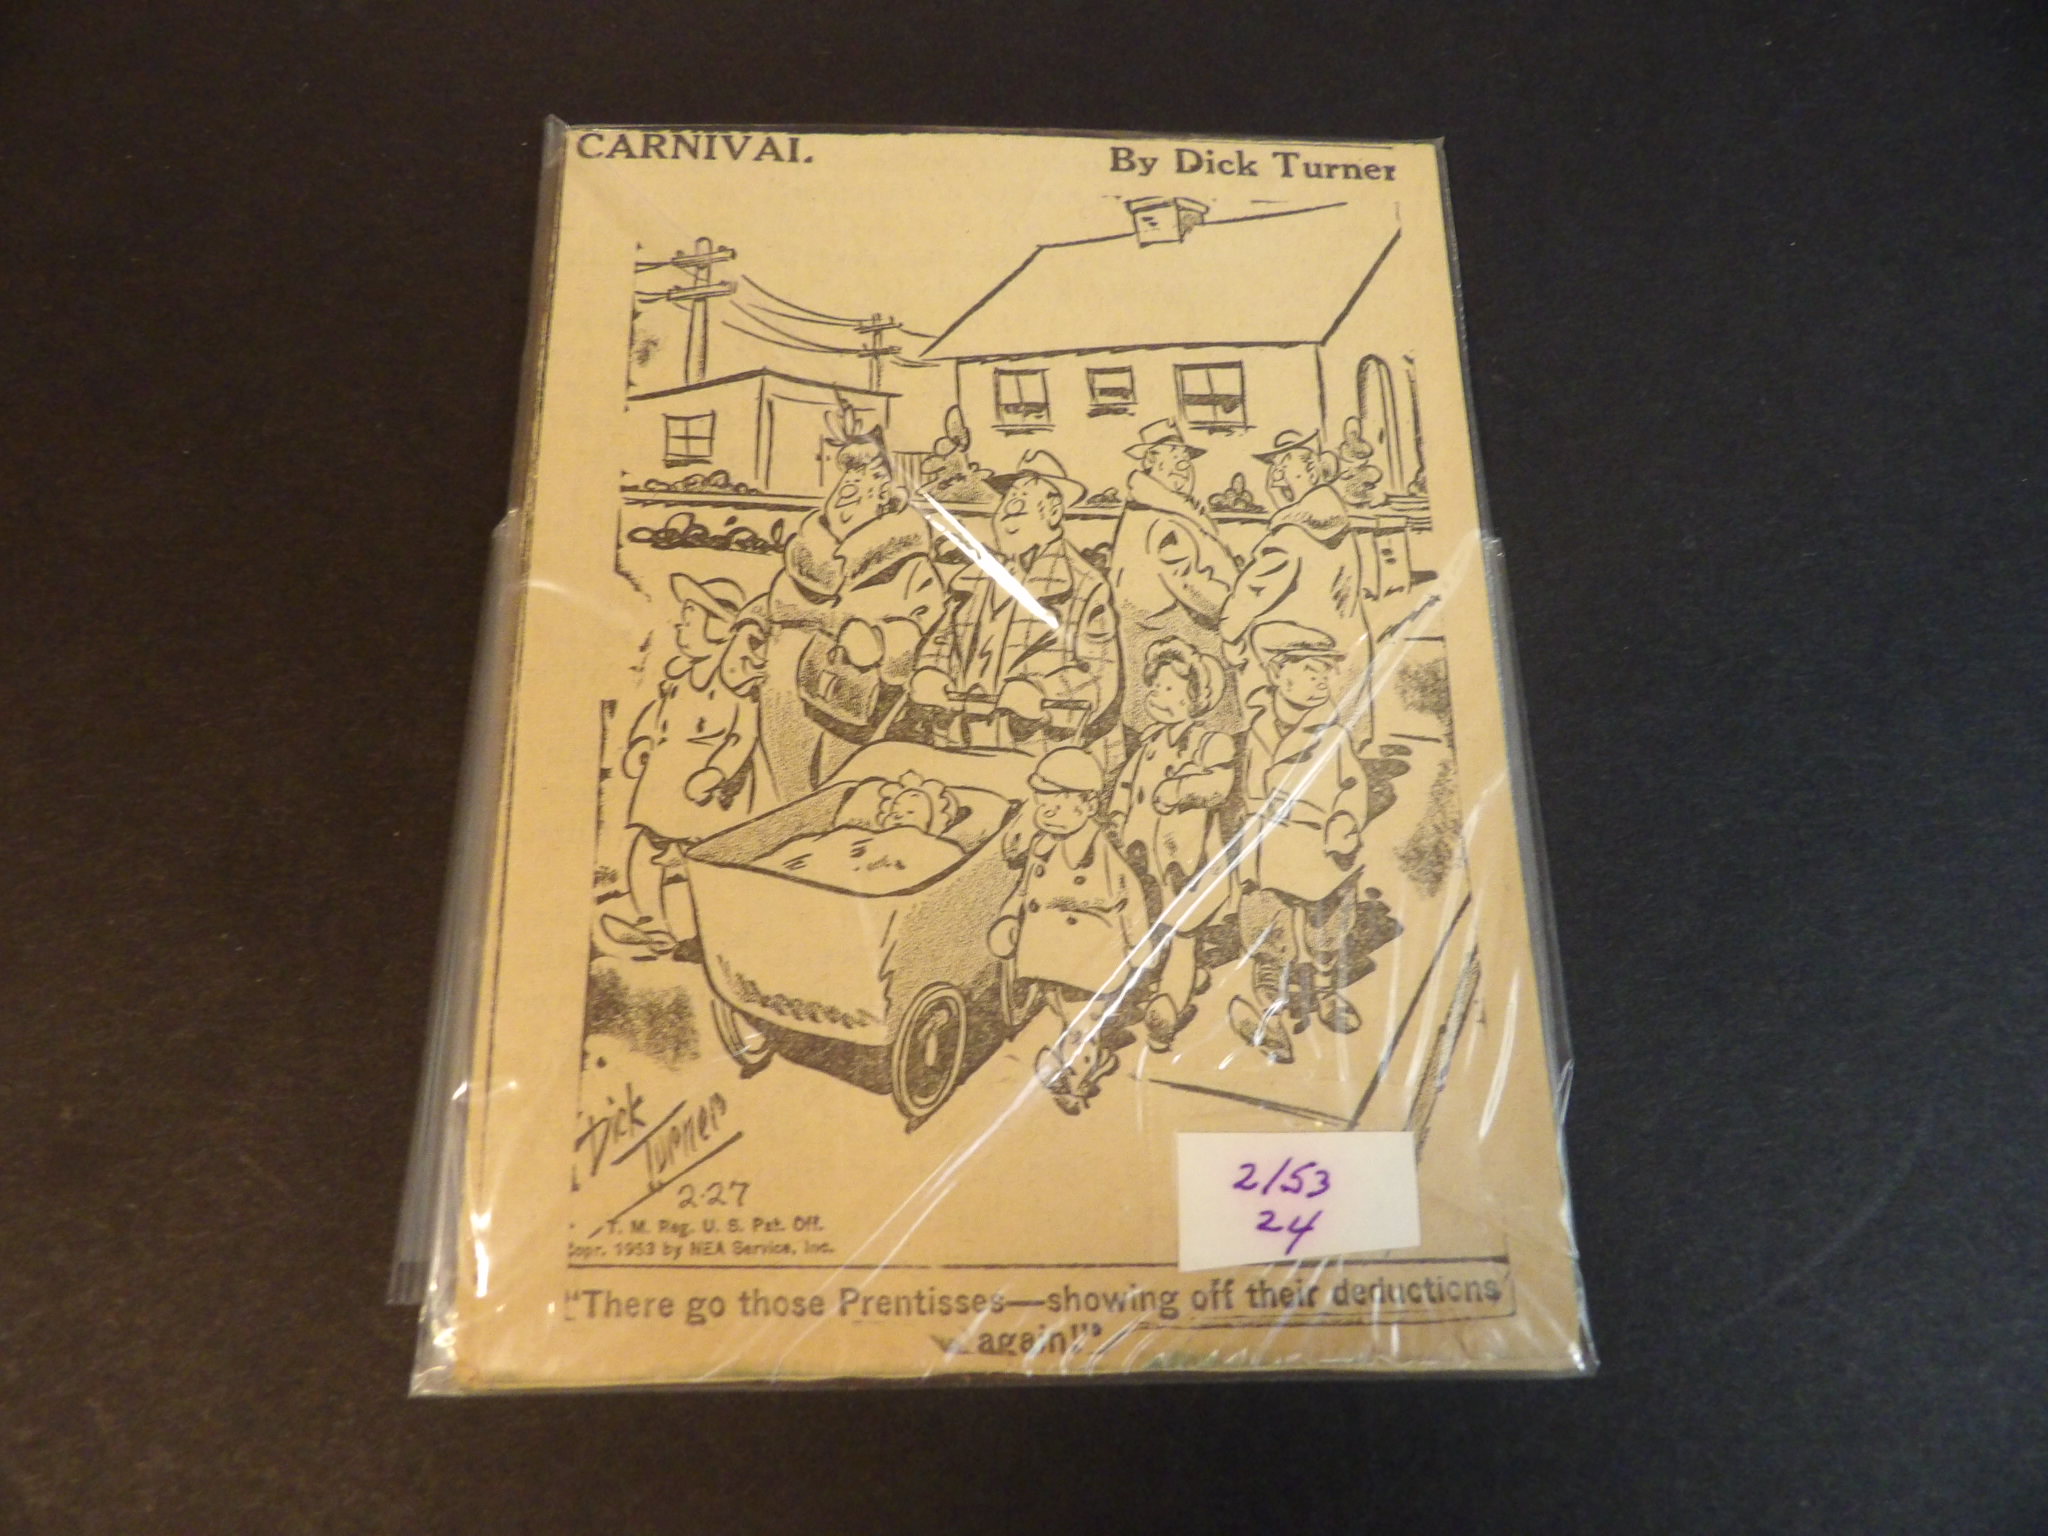 CARNIVAL
By Dick Turner
Dick
Turner
2-27
T. M. Reg. U. S. Pat. Off.
Copr. 1953 by NEA Service, Inc.
2/53
24
"There go those Prentisses—showing off their deductions
again!"